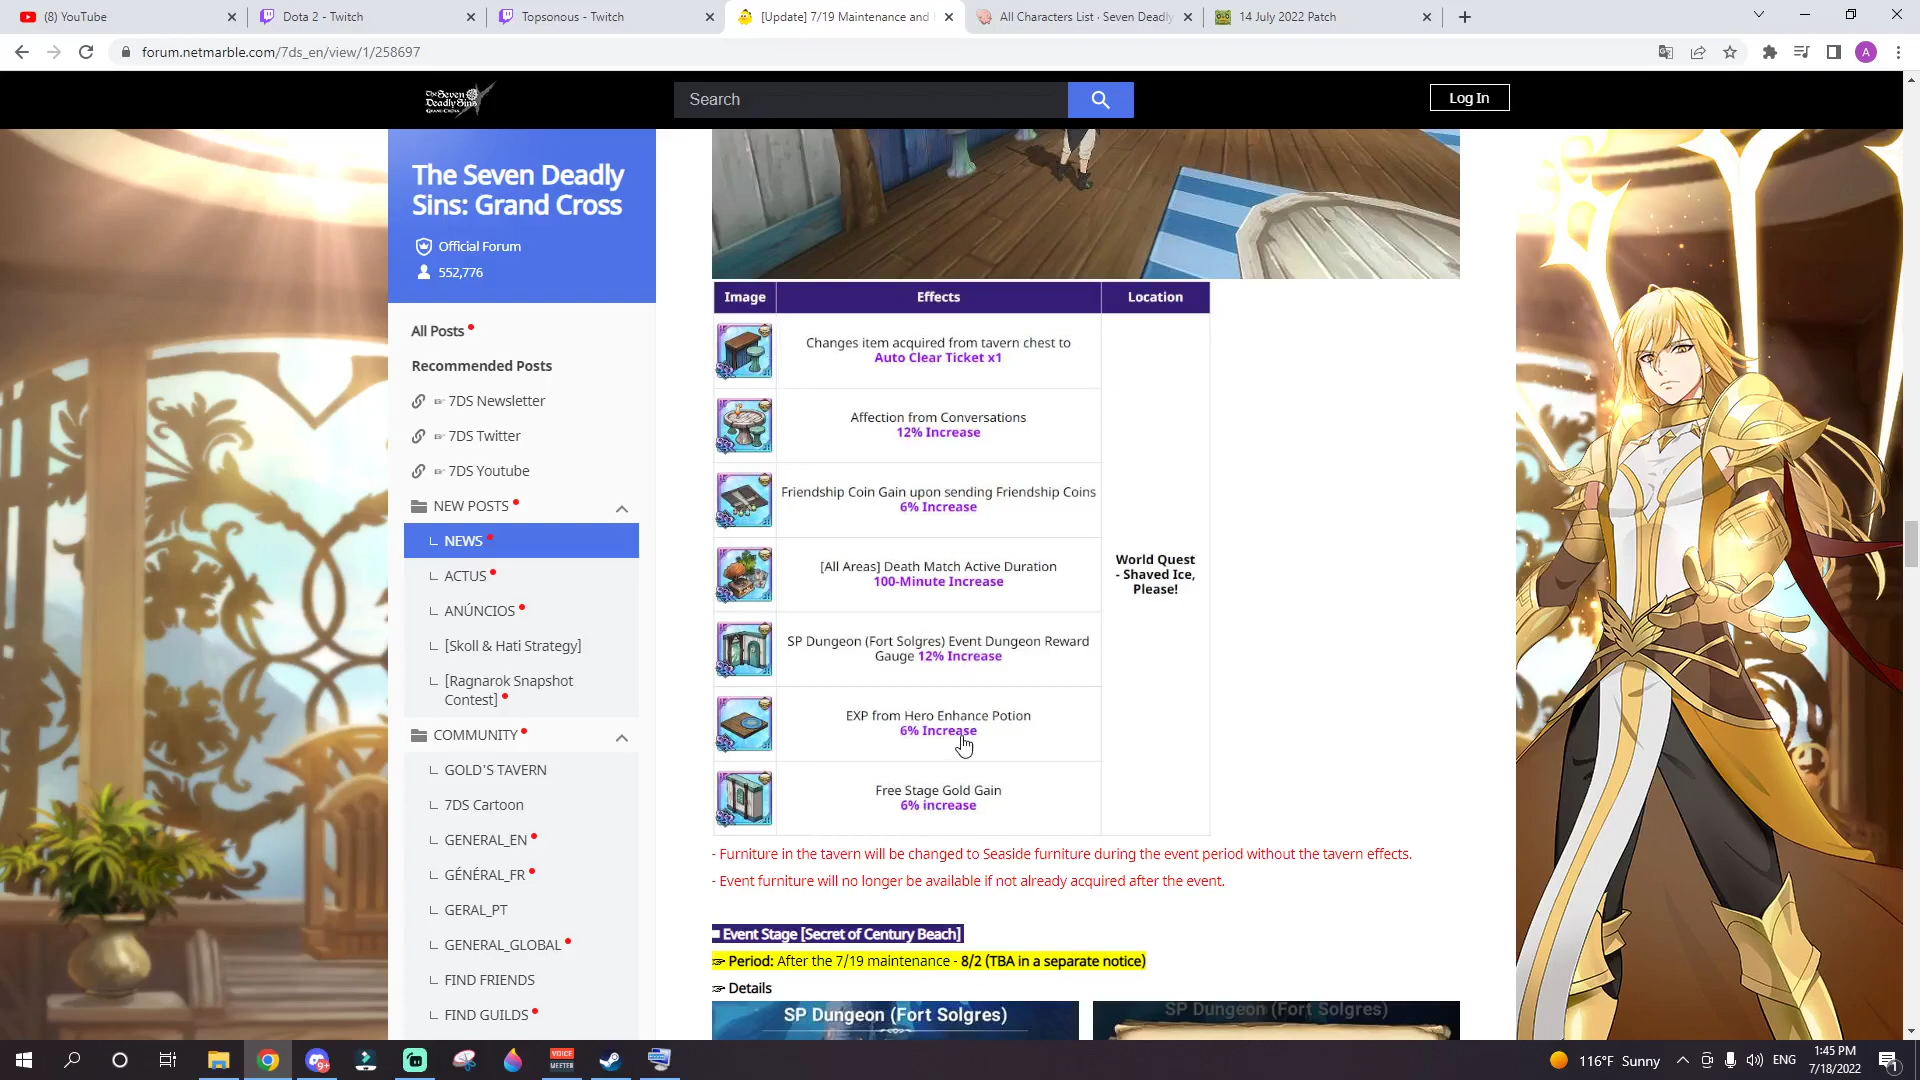 (8) YouTube
Dota 2 - Twitch
Topsonous - Twitch
[Update] 7/19 Maintenance and
All Characters List · Seven Deadly
14 July 2022 Patch
forum.netmarble.com/7ds_en/view/1/258697
A
The Seven Deadly Sins GRAND CROSS
Search
Log In
The Seven Deadly
Sins: Grand Cross
Official Forum
552,776
All Posts
Recommended Posts
☞ 7DS Newsletter
☞ 7DS Twitter
☞ 7DS Youtube
NEW POSTS
NEWS
ACTUS
ANÚNCIOS
[Skoll & Hati Strategy]
[Ragnarok Snapshot
Contest]
COMMUNITY
GOLD'S TAVERN
7DS Cartoon
GENERAL_EN
GÉNÉRAL_FR
GERAL_PT
GENERAL_GLOBAL
FIND FRIENDS
FIND GUILDS
Image Effects Location
Changes item acquired from tavern chest to
Auto Clear Ticket x1
Affection from Conversations
12% Increase
Friendship Coin Gain upon sending Friendship Coins
6% Increase
[All Areas] Death Match Active Duration
100-Minute Increase
SP Dungeon (Fort Solgres) Event Dungeon Reward
Gauge 12% Increase
EXP from Hero Enhance Potion
6% Increase
Free Stage Gold Gain
6% increase
World Quest
- Shaved Ice,
Please!
- Furniture in the tavern will be changed to Seaside furniture during the event period without the tavern effects.
- Event furniture will no longer be available if not already acquired after the event.
■ Event Stage [Secret of Century Beach]
☞ Period: After the 7/19 maintenance - 8/2 (TBA in a separate notice)
☞ Details
SP Dungeon (Fort Solgres)
SP Dungeon (Fort Solgres)
9+
VOICE
MEETER
116°F Sunny
ENG
1:45 PM
7/18/2022
1